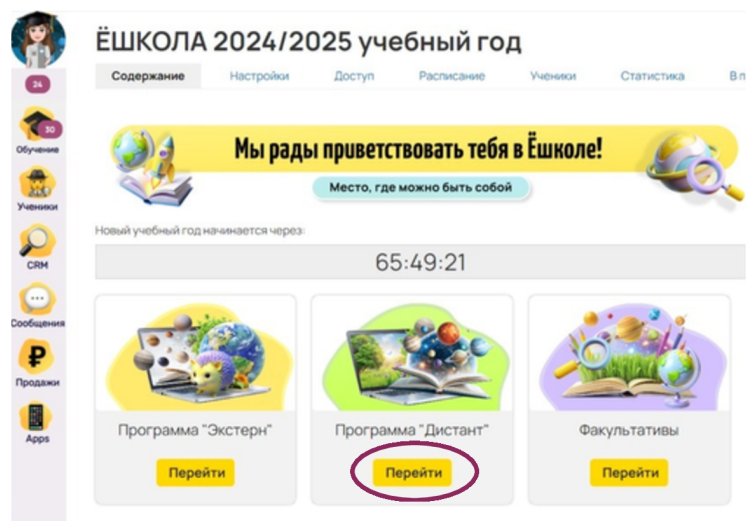 ЁШКОЛА 2024/2025 учебный год
Содержание Настройки Доступ Расписание Ученики Статистика
24
30
Обучение
Ученики
CRM
Сообщения
Продажи
Apps
Мы рады приветствовать тебя в Ёшколе!
Место, где можно быть собой
Новый учебный год начинается через:
65:49:21
Программа "Экстерн" Программа "Дистант" Факультативы
Перейти Перейти Перейти